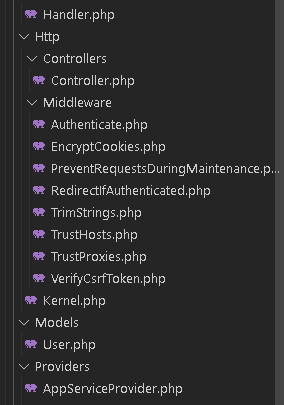 Handler.php
Http
Controllers
Controller.php
Middleware
Authenticate.php
EncryptCookies.php
PreventRequestsDuringMaintenance.p...
RedirectIfAuthenticated.php
TrimStrings.php
TrustHosts.php
TrustProxies.php
VerifyCsrfToken.php
Kernel.php
Models
User.php
Providers
AppServiceProvider.php